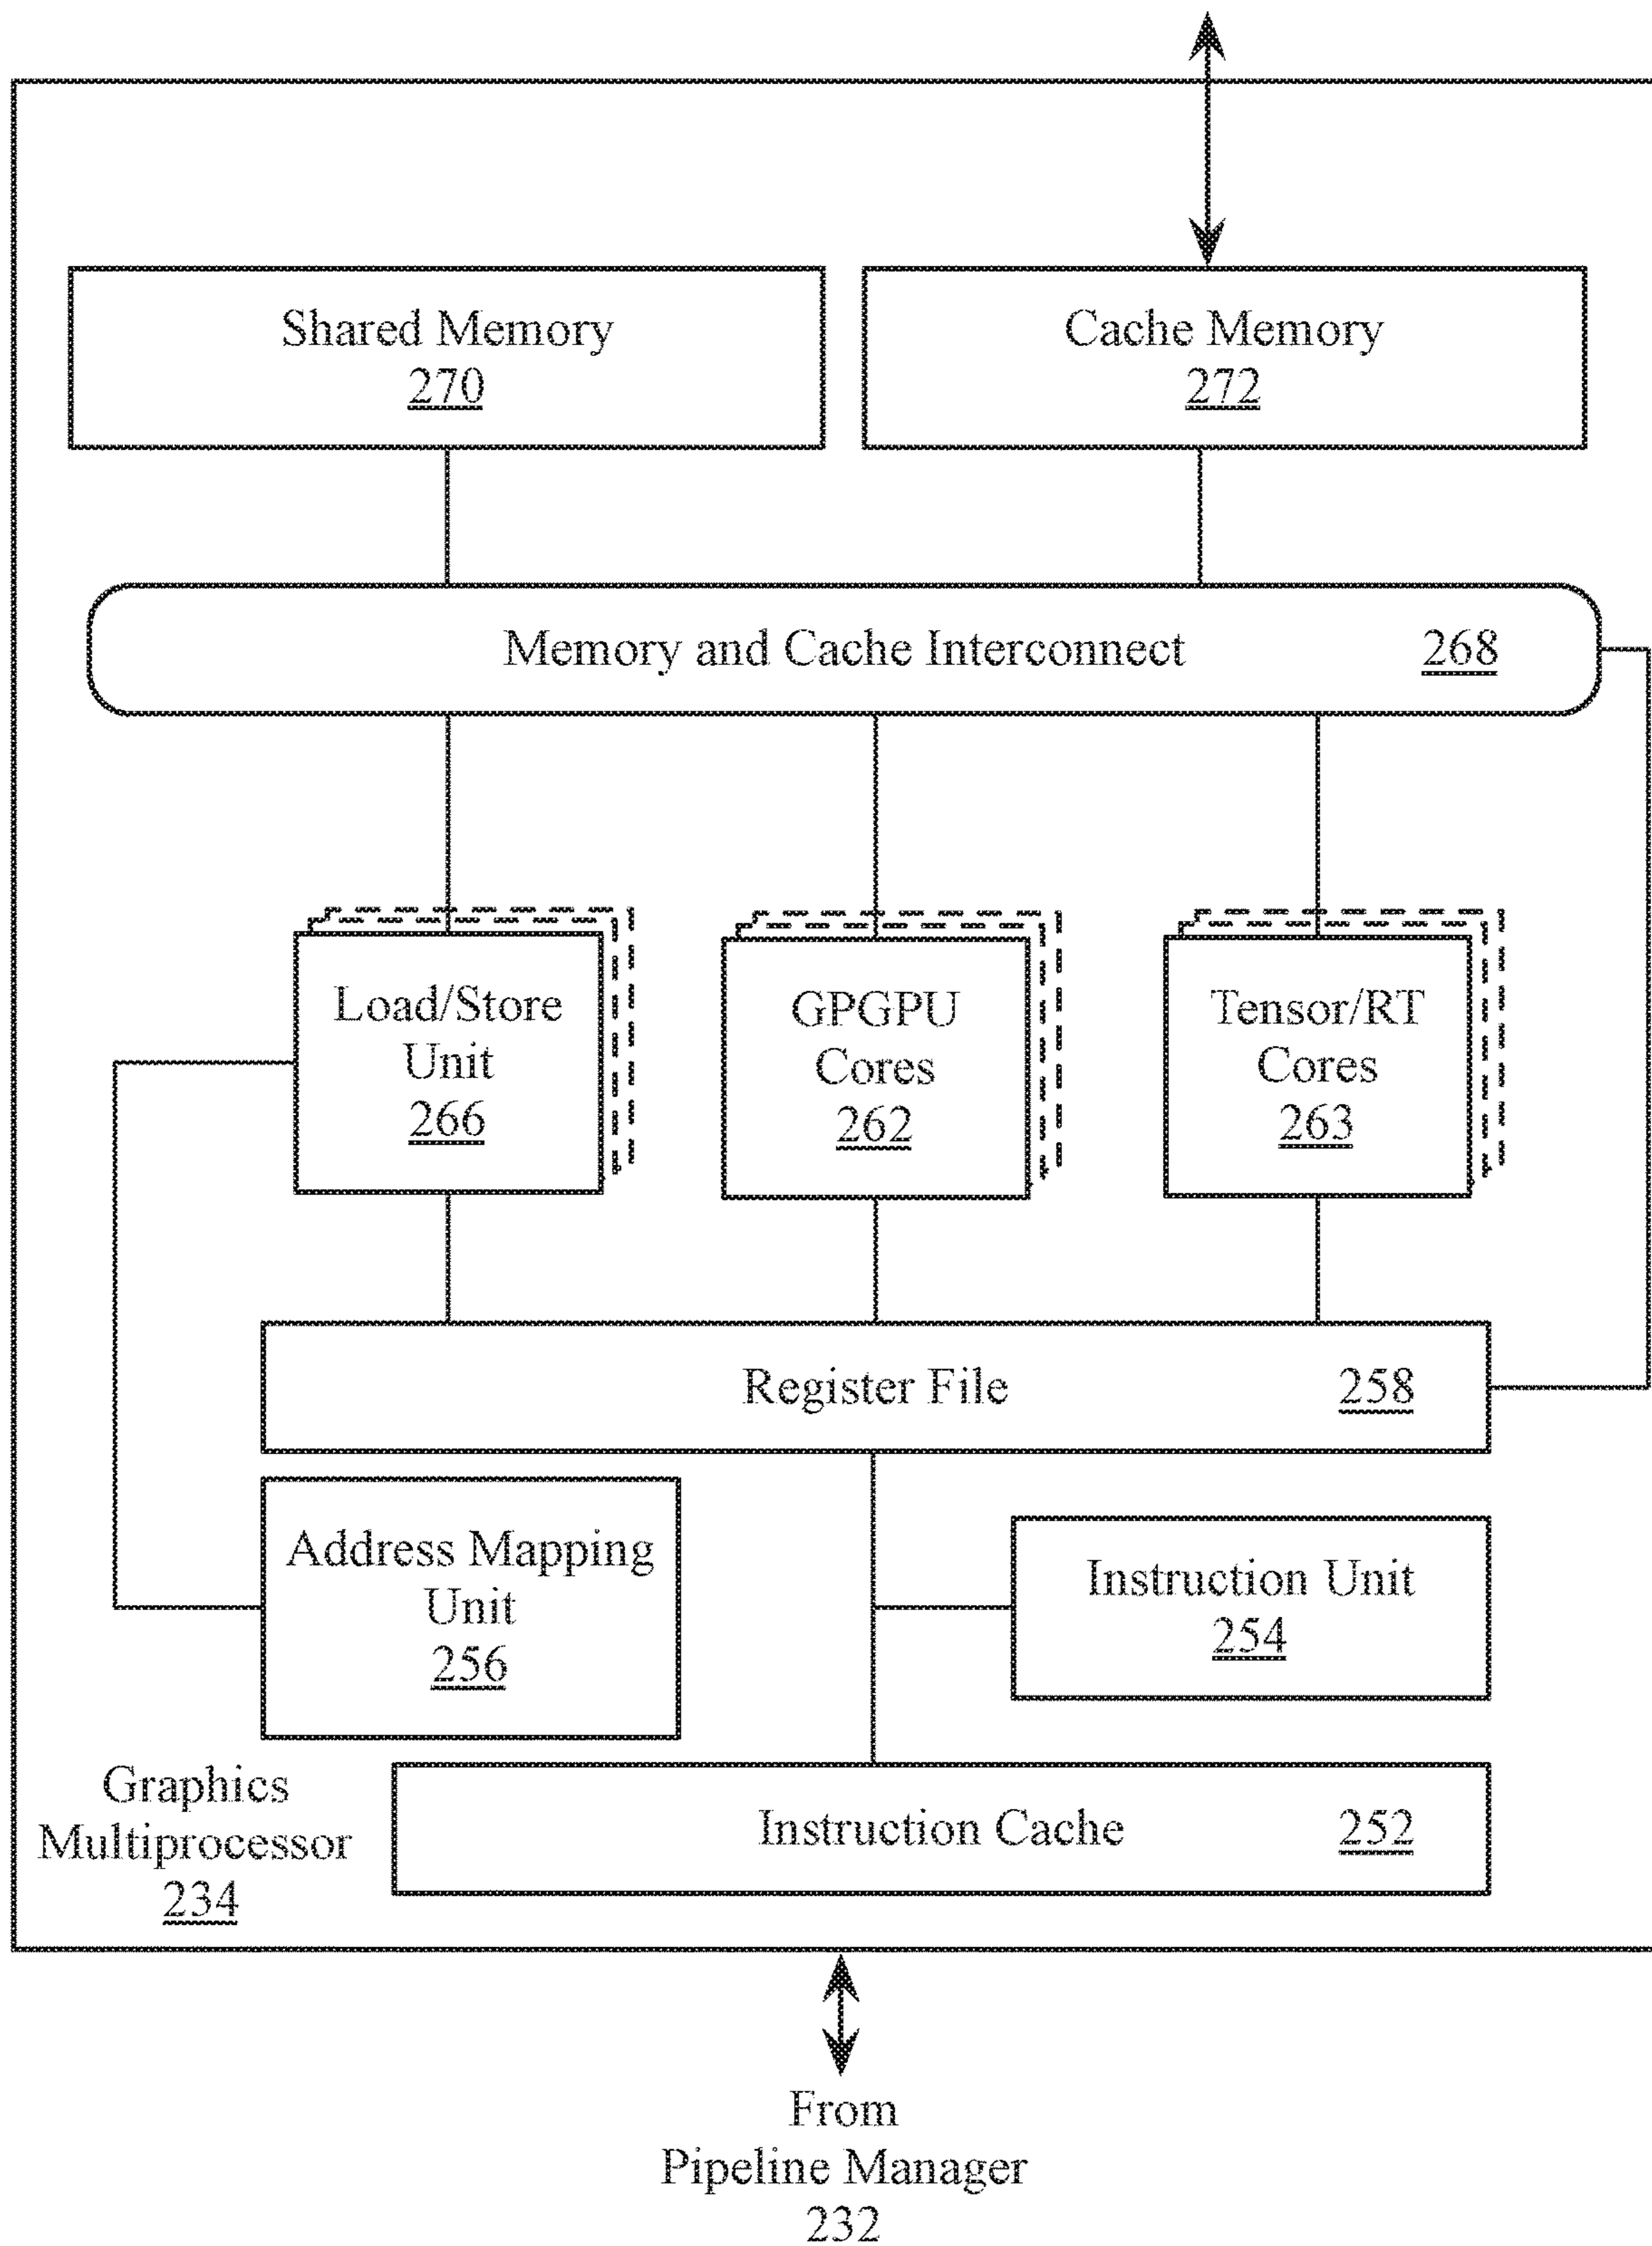 Shared Memory
270
Cache Memory
272
Memory and Cache Interconnect 268
Load/Store
Unit
266
GPGPU
Cores
262
Tensor/RT
Cores
263
Register File 258
Address Mapping
Unit
256
Instruction Unit
254
Graphics
Multiprocessor
234
Instruction Cache 252
From
Pipeline Manager
232